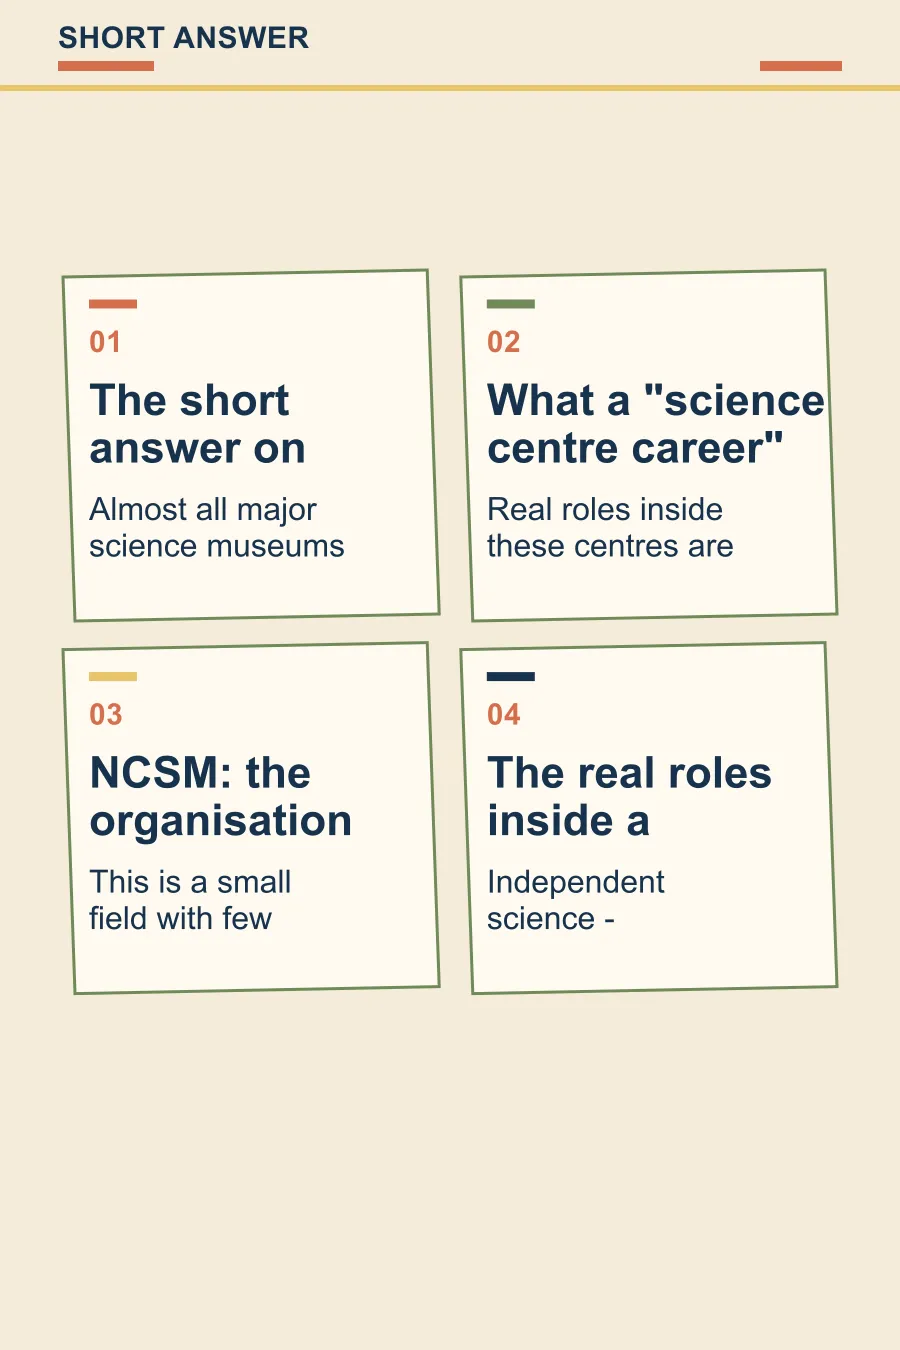 SHORT ANSWER
01
The short
answer on
Almost all major
science museums
02
What a "science
centre career"
Real roles inside
these centres are
03
NCSM: the
organisation
This is a small
field with few
04
The real roles
inside a
Independent
science -